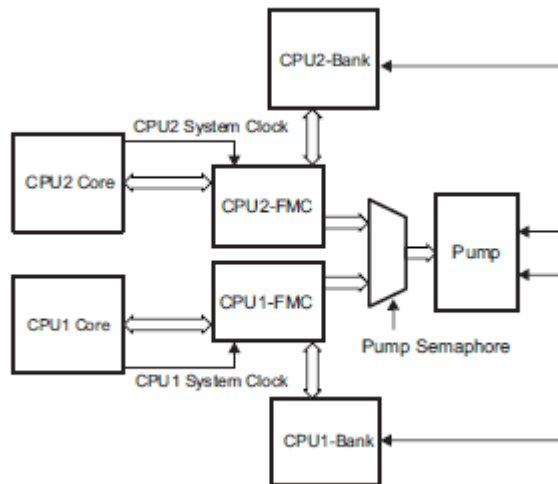 CPU2-Bank
CPU2 System Clock
CPU2 Core
CPU2-FMC
Pump
CPU1-FMC
CPU1 Core
Pump Semaphore
CPU1 System Clock
CPU1-Bank